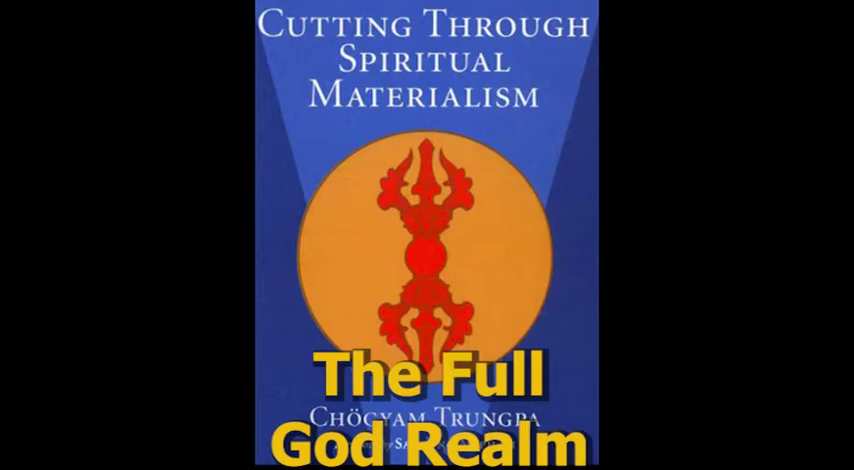 CUTTING THROUGH
SPIRITUAL
MATERIALISM
The Full
CHÖGYAM TRUNGPA
God Realm